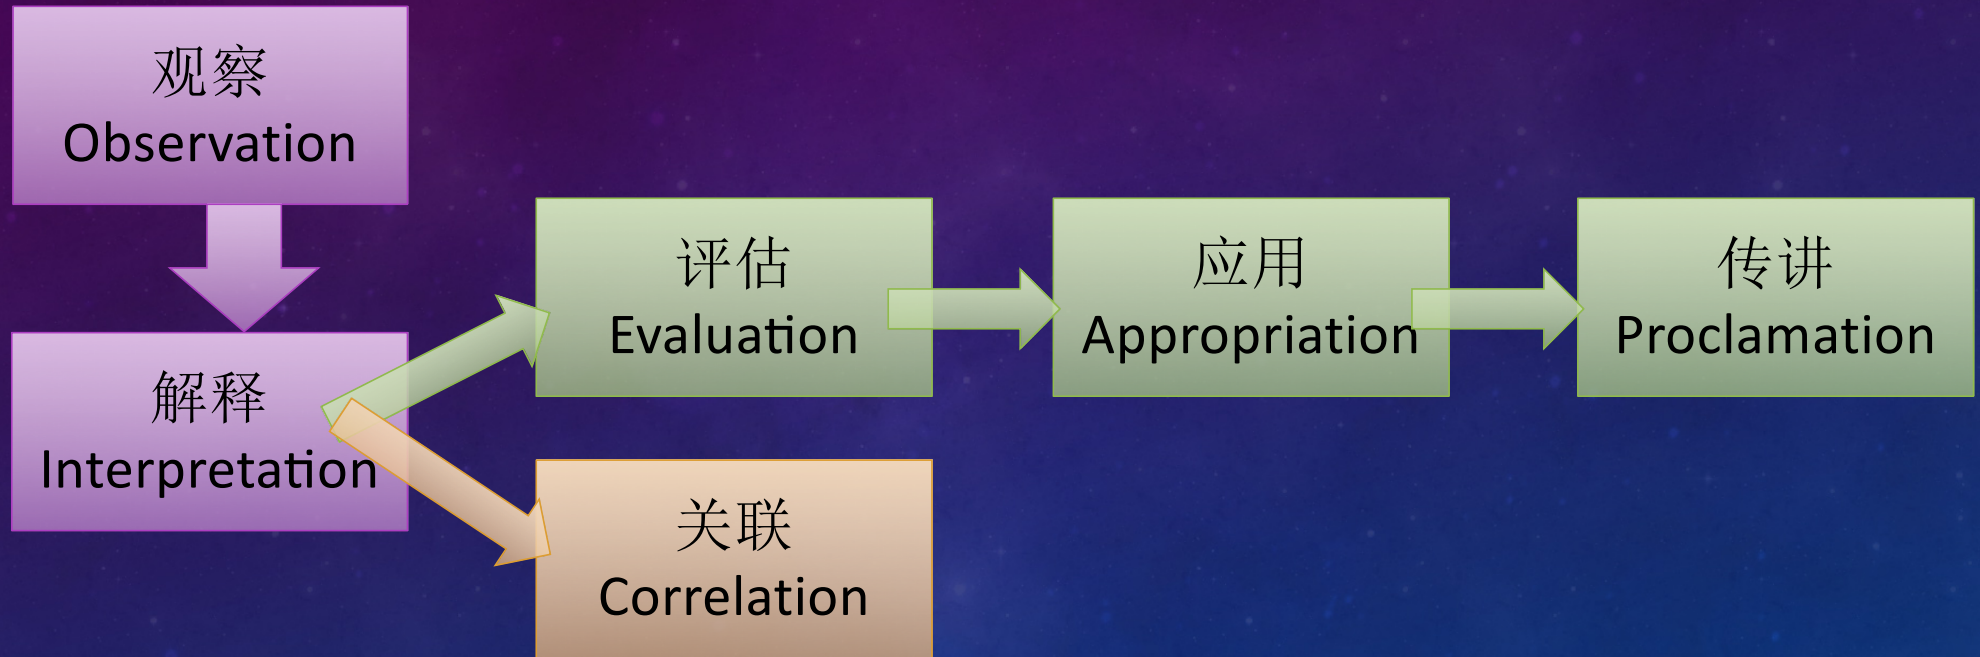 观察
Observation
解释
Interpretation
评估
Evaluation
应用
Appropriation
传讲
Proclamation
关联
Correlation